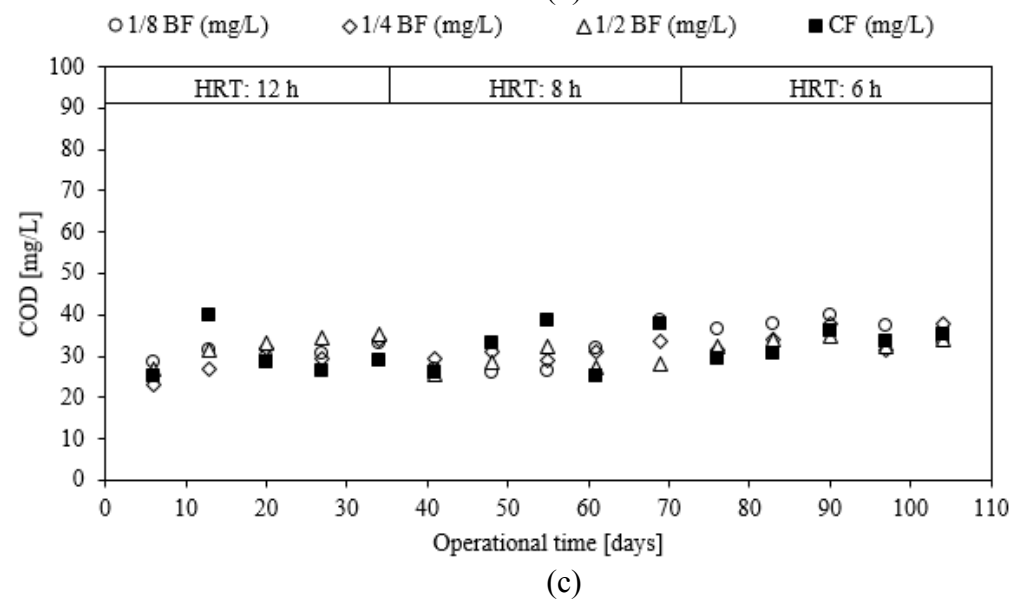 ○ 1/8 BF (mg/L) ◇ 1/4 BF (mg/L) △ 1/2 BF (mg/L) ■ CF (mg/L)
100
HRT: 12 h HRT: 8 h HRT: 6 h
90
80
70
60
50
40
30
20
10
0
COD [mg/L]
0 10 20 30 40 50 60 70 80 90 100 110
Operational time [days]
(c)